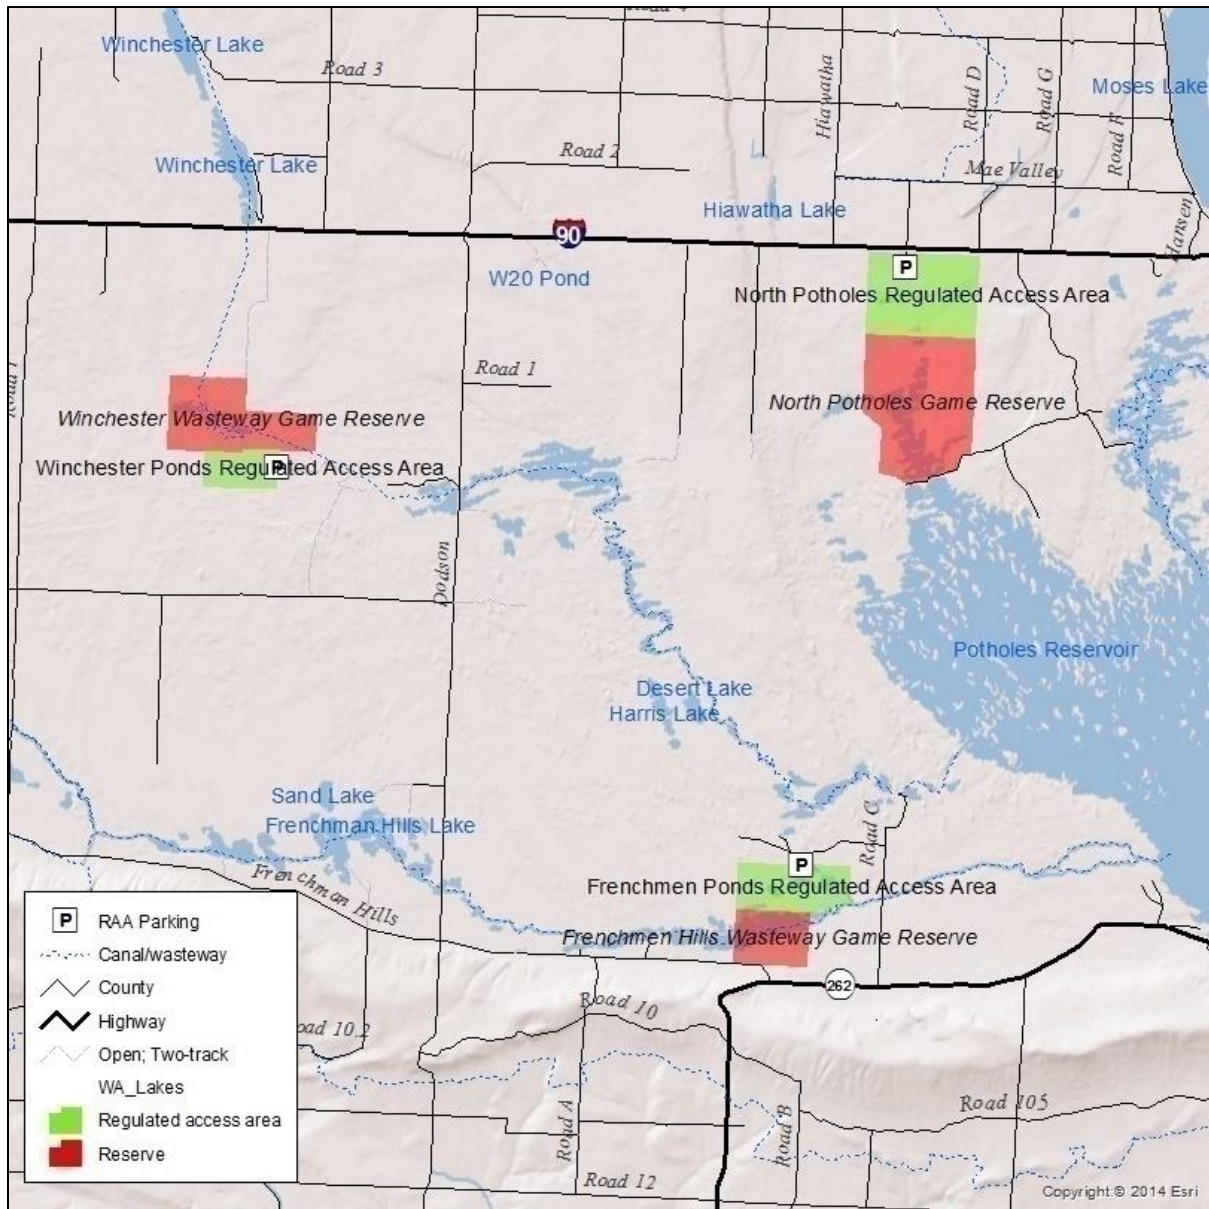 Road 4
Winchester Lake
Road 3
Hiawatha
Road D
Road G
Moses Lake
Road F
Road 2
Winchester Lake
Mae Valley
Hiawatha Lake
Hansen
90
W20 Pond
P
North Potholes Regulated Access Area
Road 1
North Potholes Game Reserve
Winchester Wasteway Game Reserve
Winchester Ponds Regulated Access Area
P
Dodson
Potholes Reservoir
Desert Lake
Harris Lake
Sand Lake
Frenchman Hills Lake
Road C
P
Frenchman Hills
Frenchmen Ponds Regulated Access Area
Frenchmen Hills Wasteway Game Reserve
262
Road 10
oad 10.2
Road A
Road B
Road 105
Road 12
P RAA Parking
Canal/wasteway
County
Highway
Open; Two-track
WA_Lakes
Regulated access area
Reserve
Copyright:© 2014 Esri